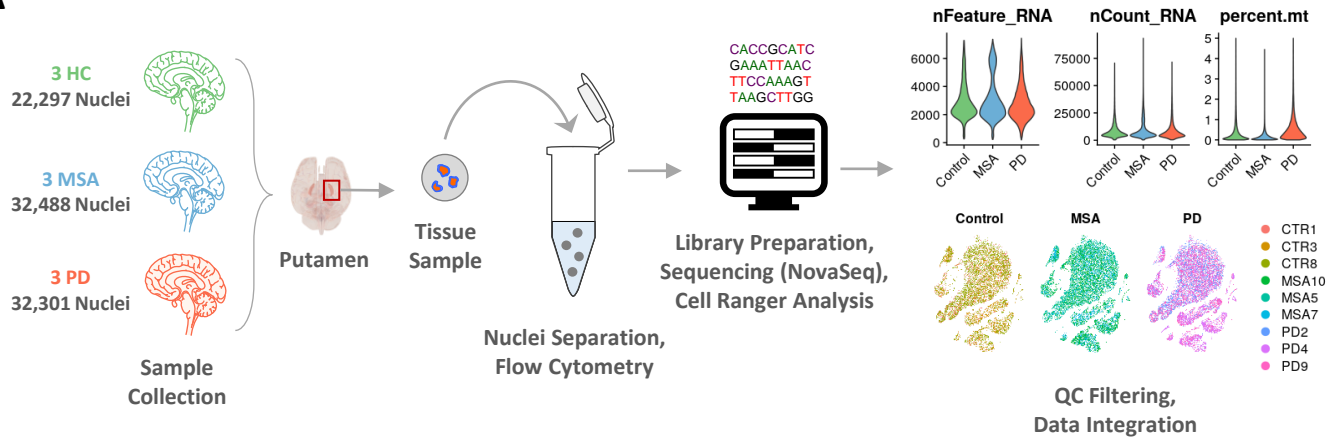 3 HC
22,297 Nuclei
3 MSA
32,488 Nuclei
3 PD
32,301 Nuclei
Sample
Collection
Putamen
Tissue
Sample
Nuclei Separation,
Flow Cytometry
CACCGCATC
GAAATTAAC
TTCCAAAGT
TAAGCTTGG
Library Preparation,
Sequencing (NovaSeq),
Cell Ranger Analysis
nFeature_RNA
6000
4000
2000
0
Control
MSA
PD
nCount_RNA
75000
50000
25000
0
Control
MSA
PD
percent.mt
5
4
3
2
1
0
Control
MSA
PD
Control
MSA
PD
CTR1
CTR3
CTR8
MSA10
MSA5
MSA7
PD2
PD4
PD9
QC Filtering,
Data Integration